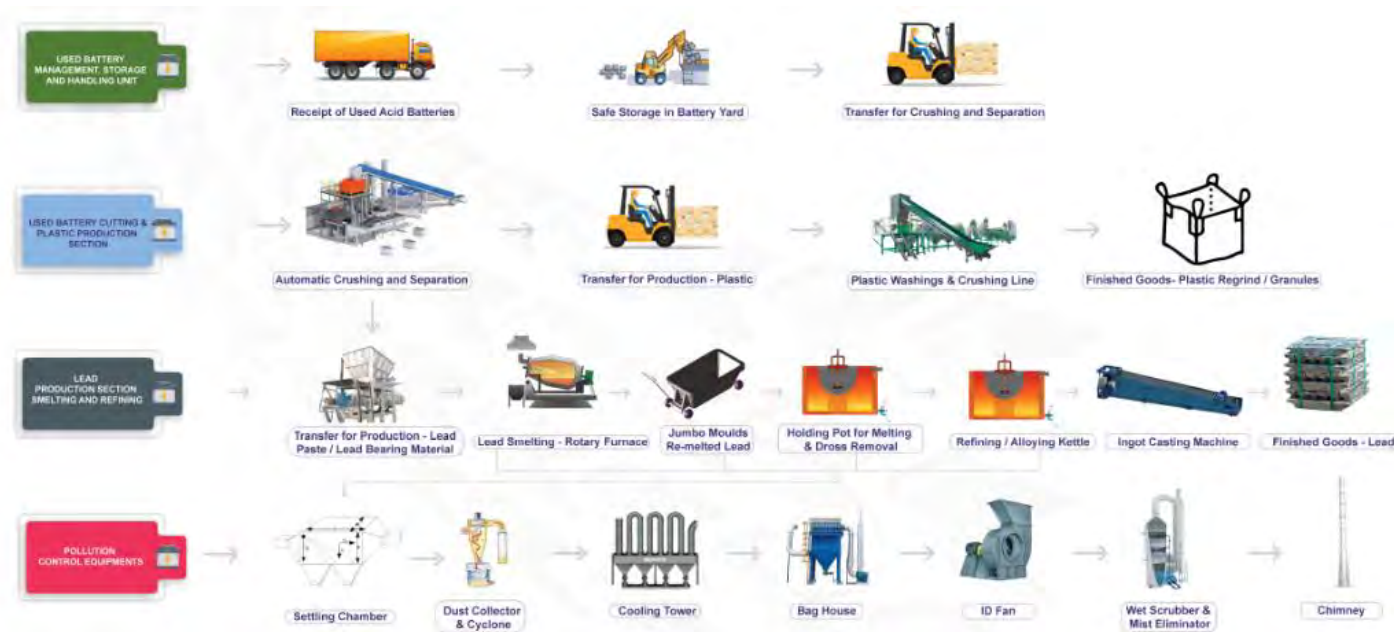 USED BATTERY
MANAGEMENT, STORAGE
AND HANDLING UNIT
Receipt of Used Acid Batteries
Safe Storage in Battery Yard
Transfer for Crushing and Separation
USED BATTERY CUTTING &
PLASTIC PRODUCTION
SECTION
Automatic Crushing and Separation
Transfer for Production - Plastic
Plastic Washings & Crushing Line
Finished Goods- Plastic Regrind / Granules
LEAD
PRODUCTION SECTION
SMELTING AND REFINING
Transfer for Production - Lead
Paste / Lead Bearing Material
Lead Smelting - Rotary Furnace
Jumbo Moulds
Re-melted Lead
Holding Pot for Melting
& Dross Removal
Refining / Alloying Kettle
Ingot Casting Machine
Finished Goods - Lead
POLLUTION
CONTROL EQUIPMENTS
Settling Chamber
Dust Collector
& Cyclone
Cooling Tower
Bag House
ID Fan
Wet Scrubber &
Mist Eliminator
Chimney